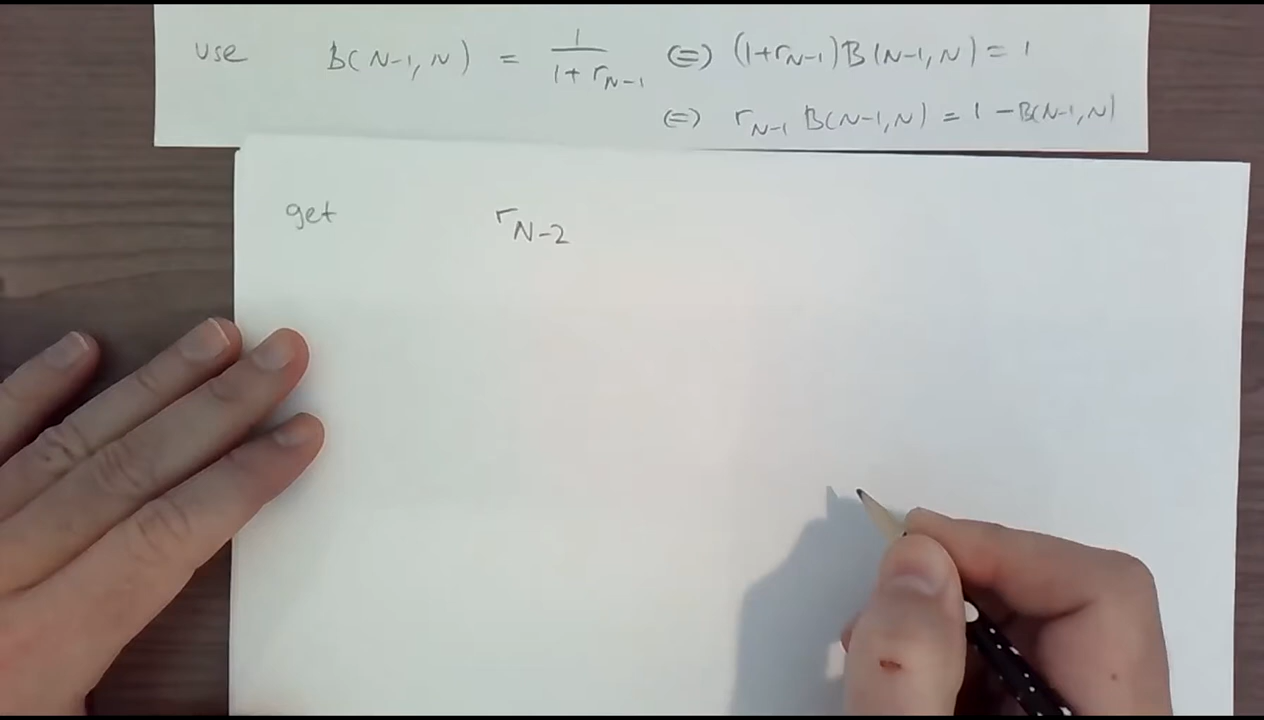 use B(N-1, N) = 1/(1+r_{N-1}) (=) (1+r_{N-1})B(N-1, N) = 1
(=) r_{N-1} B(N-1, N) = 1 - B(N-1, N)
get r_{N-2}